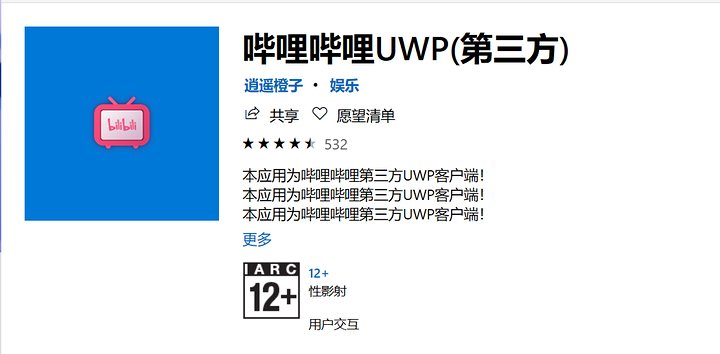 哔哩哔哩UWP(第三方)
逍遥橙子 • 娱乐
共享 愿望清单
532
bilibili
本应用为哔哩哔哩第三方UWP客户端！
本应用为哔哩哔哩第三方UWP客户端！
本应用为哔哩哔哩第三方UWP客户端！
更多
IARC
12+
12+
性影射
用户交互